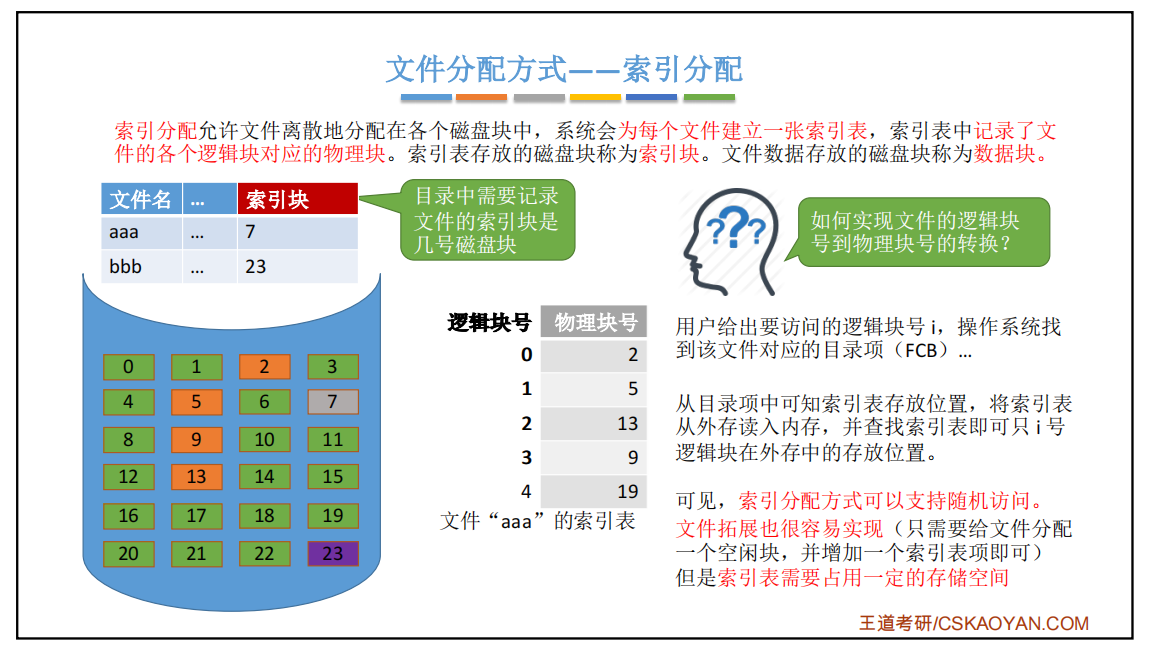 文件分配方式——索引分配
索引分配允许文件离散地分配在各个磁盘块中，系统会为每个文件建立一张索引表，索引表中记录了文
件的各个逻辑块对应的物理块。索引表存放的磁盘块称为索引块。文件数据存放的磁盘块称为数据块。
文件名 ... 索引块
aaa ... 7
bbb ... 23
目录中需要记录
文件的索引块是
几号磁盘块
如何实现文件的逻辑块
号到物理块号的转换？
???
0 1 2 3
4 5 6 7
8 9 10 11
12 13 14 15
16 17 18 19
20 21 22 23
逻辑块号 物理块号
0 2
1 5
2 13
3 9
4 19
文件“aaa”的索引表
用户给出要访问的逻辑块号 i，操作系统找
到该文件对应的目录项（FCB）...
从目录项中可知索引表存放位置，将索引表
从外存读入内存，并查找索引表即可只 i 号
逻辑块在外存中的存放位置。
可见，索引分配方式可以支持随机访问。
文件拓展也很容易实现（只需要给文件分配
一个空闲块，并增加一个索引表项即可）
但是索引表需要占用一定的存储空间
王道考研/CSKAOYAN.COM